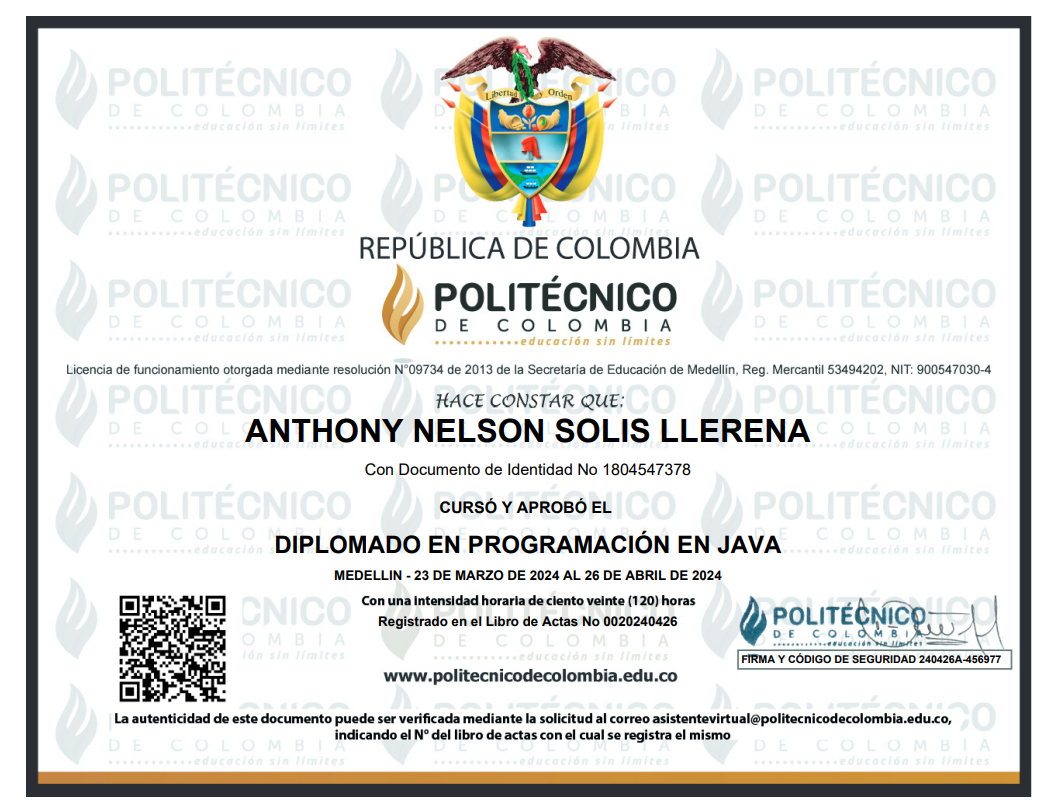 Libertad y Orden
REPÚBLICA DE COLOMBIA
POLITÉCNICO
DE COLOMBIA
educación sin límites
Licencia de funcionamiento otorgada mediante resolución N°09734 de 2013 de la Secretaría de Educación de Medellín, Reg. Mercantil 53494202, NIT: 900547030-4
HACE CONSTAR QUE:
ANTHONY NELSON SOLIS LLERENA
Con Documento de Identidad No 1804547378
CURSÓ Y APROBÓ EL
DIPLOMADO EN PROGRAMACIÓN EN JAVA
MEDELLIN - 23 DE MARZO DE 2024 AL 26 DE ABRIL DE 2024
Con una intensidad horaria de ciento veinte (120) horas
Registrado en el Libro de Actas No 0020240426
POLITÉCNICO
DE COLOMBIA
educación sin límites
FIRMA Y CÓDIGO DE SEGURIDAD 240426A-456977
www.politecnicodecolombia.edu.co
La autenticidad de este documento puede ser verificada mediante la solicitud al correo asistentevirtual@politecnicodecolombia.edu.co,
indicando el N° del libro de actas con el cual se registra el mismo